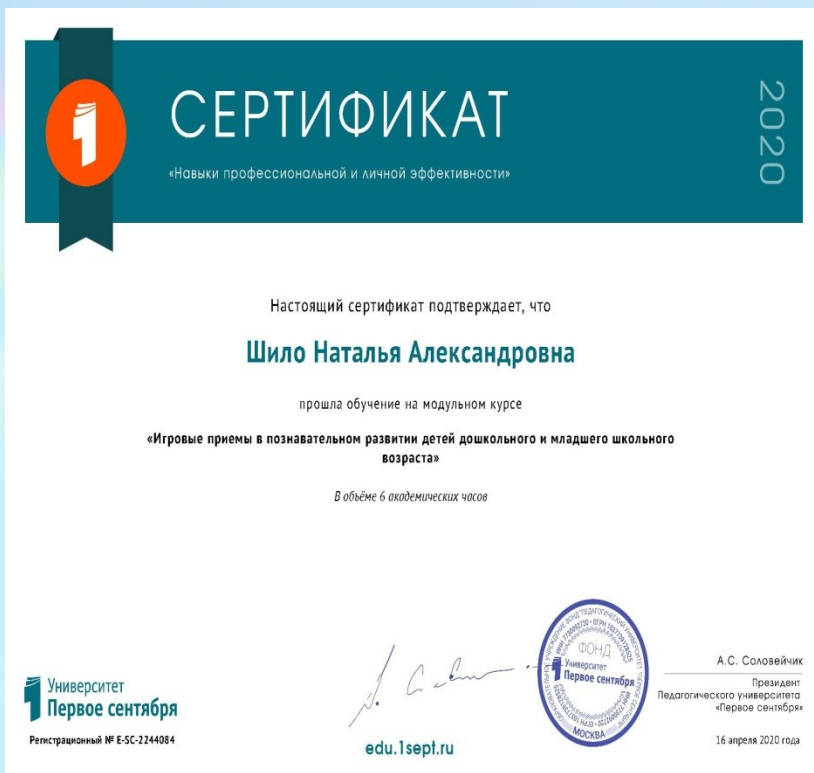 СЕРТИФИКАТ
«Навыки профессиональной и личной эффективности»
2020
Настоящий сертификат подтверждает, что
Шило Наталья Александровна
прошла обучение на модульном курсе
«Игровые приемы в познавательном развитии детей дошкольного и младшего школьного
возраста»
В объёме 6 академических часов
Университет
Первое сентября
Регистрационный № E-SC-2244084
edu.1sept.ru
ФОНД
Университет
Первое сентября
МОСКВА
А.С. Соловейчик
Президент
Педагогического университета
«Первое сентября»
16 апреля 2020 года